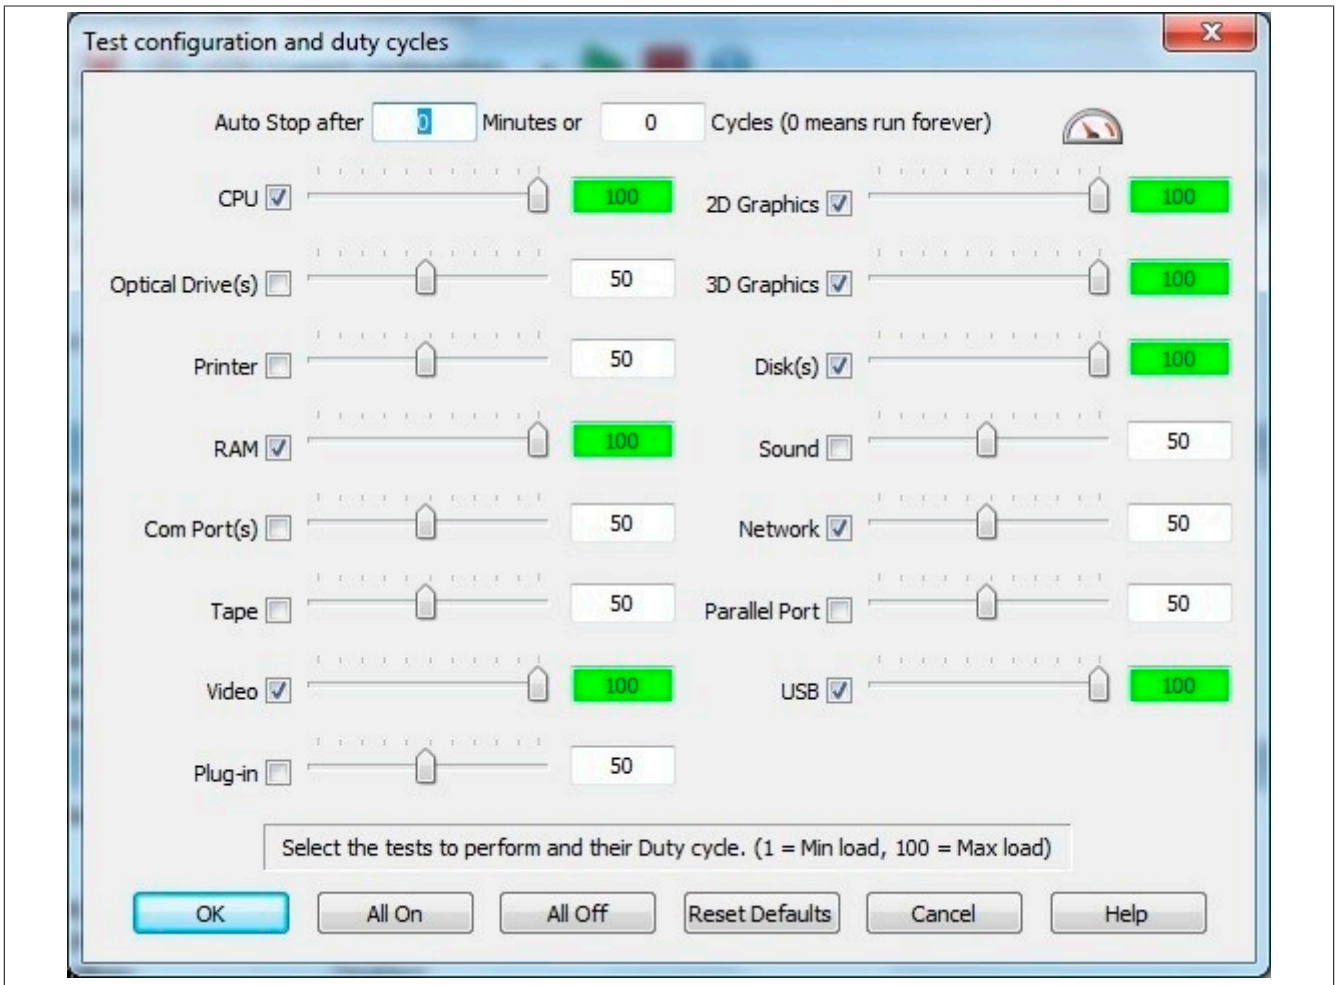 Test configuration and duty cycles
Auto Stop after 0 Minutes or 0 Cycles (0 means run forever)
CPU 100 2D Graphics 100
Optical Drive(s) 50 3D Graphics 100
Printer 50 Disk(s) 100
RAM 100 Sound 50
Com Port(s) 50 Network 50
Tape 50 Parallel Port 50
Video 100 USB 100
Plug-in 50
Select the tests to perform and their Duty cycle. (1 = Min load, 100 = Max load)
OK All On All Off Reset Defaults Cancel Help